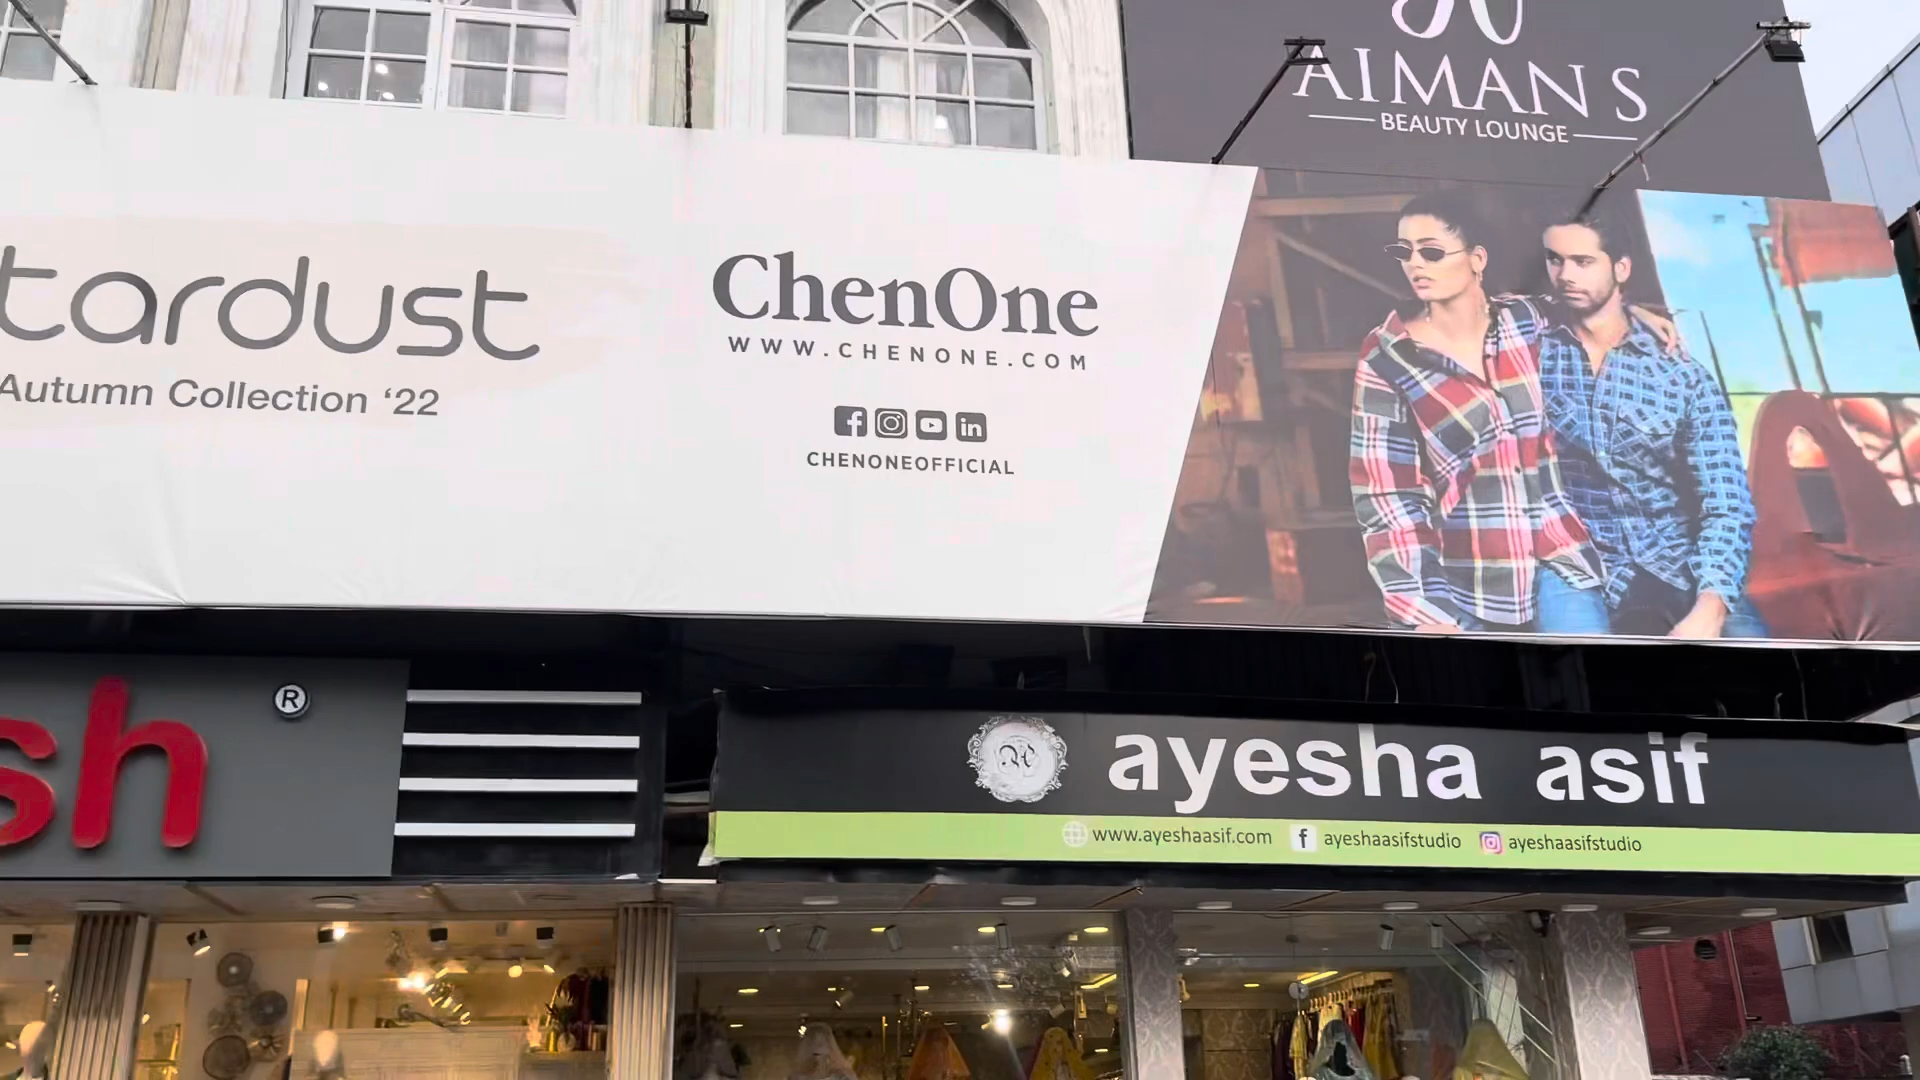 AIMAN S
BEAUTY LOUNGE
tardust
Autumn Collection ‘22
ChenOne
WWW.CHENONE.COM
CHENONEOFFICIAL
sh ®
ayesha asif
www.ayeshaasif.com ayeshaasifstudio ayeshaasifstudio